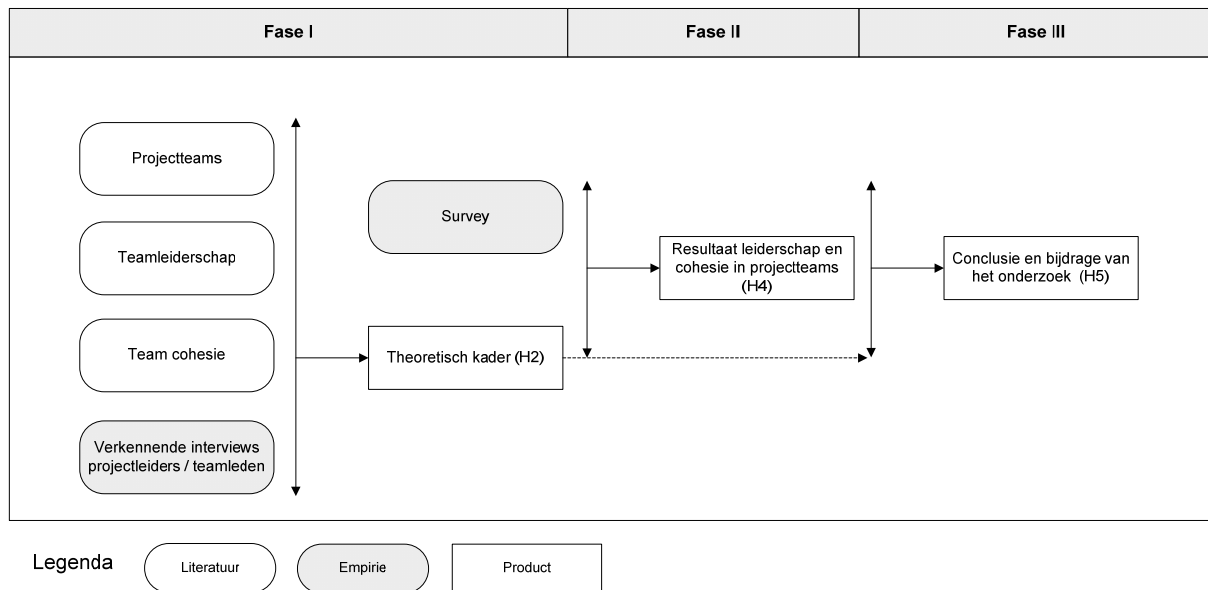 Fase I
Fase II
Fase III
Projectteams
Teamleiderschap
Team cohesie
Verkennende interviews
projectleiders / teamleden
Survey
Theoretisch kader (H2)
Resultaat leiderschap en
cohesie in projectteams
(H4)
Conclusie en bijdrage van
het onderzoek (H5)
Legenda
Literatuur
Empirie
Product